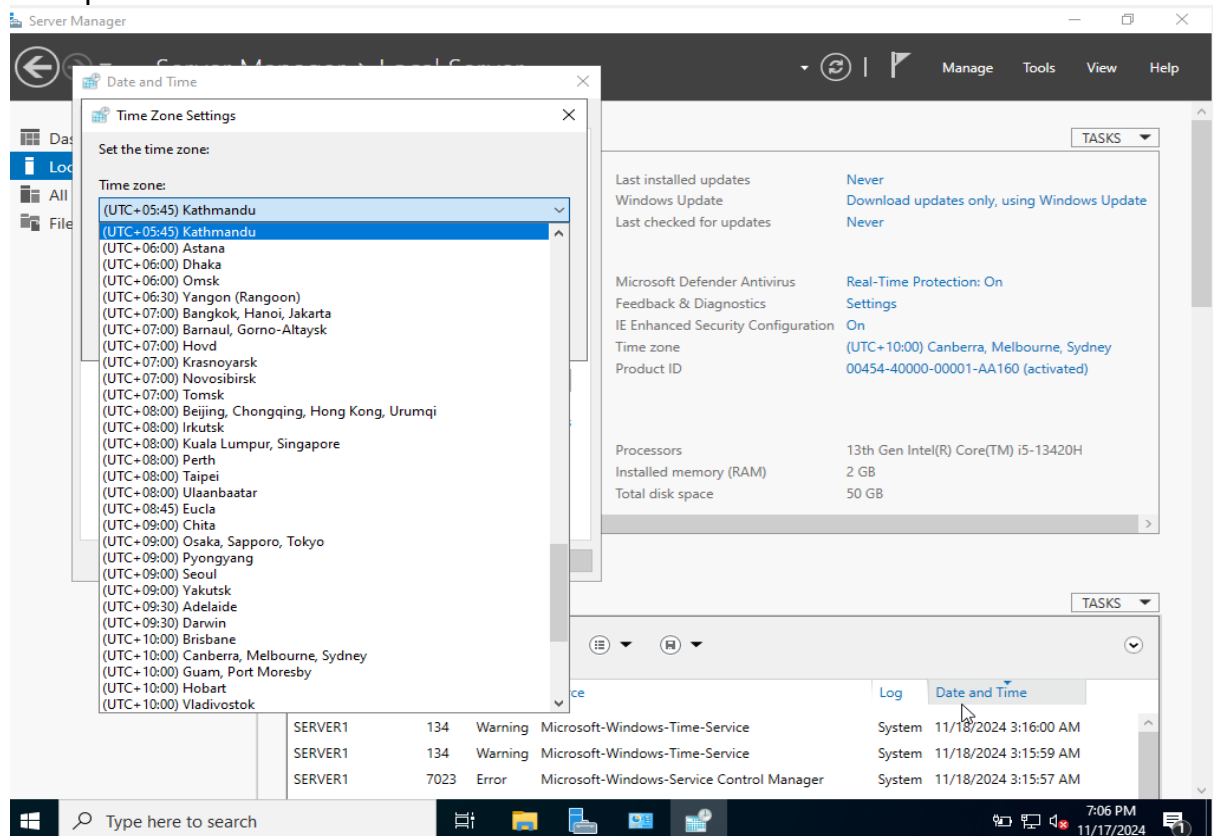 Server Manager
Manage Tools View Help
Date and Time
Time Zone Settings
Set the time zone:
Time zone:
(UTC+05:45) Kathmandu
(UTC+05:45) Kathmandu
(UTC+06:00) Astana
(UTC+06:00) Dhaka
(UTC+06:00) Omsk
(UTC+06:30) Yangon (Rangoon)
(UTC+07:00) Bangkok, Hanoi, Jakarta
(UTC+07:00) Barnaul, Gorno-Altaysk
(UTC+07:00) Hovd
(UTC+07:00) Krasnoyarsk
(UTC+07:00) Novosibirsk
(UTC+07:00) Tomsk
(UTC+08:00) Beijing, Chongqing, Hong Kong, Urumqi
(UTC+08:00) Irkutsk
(UTC+08:00) Kuala Lumpur, Singapore
(UTC+08:00) Perth
(UTC+08:00) Taipei
(UTC+08:00) Ulaanbaatar
(UTC+08:45) Eucla
(UTC+09:00) Chita
(UTC+09:00) Osaka, Sapporo, Tokyo
(UTC+09:00) Pyongyang
(UTC+09:00) Seoul
(UTC+09:00) Yakutsk
(UTC+09:30) Adelaide
(UTC+09:30) Darwin
(UTC+10:00) Brisbane
(UTC+10:00) Canberra, Melbourne, Sydney
(UTC+10:00) Guam, Port Moresby
(UTC+10:00) Hobart
(UTC+10:00) Vladivostok
Das
Loc
All
File
TASKS
Last installed updates Never
Windows Update Download updates only, using Windows Update
Last checked for updates Never
Microsoft Defender Antivirus Real-Time Protection: On
Feedback & Diagnostics Settings
IE Enhanced Security Configuration On
Time zone (UTC+10:00) Canberra, Melbourne, Sydney
Product ID 00454-40000-00001-AA160 (activated)
Processors 13th Gen Intel(R) Core(TM) i5-13420H
Installed memory (RAM) 2 GB
Total disk space 50 GB
TASKS
rce Log Date and Time
SERVER1 134 Warning Microsoft-Windows-Time-Service System 11/18/2024 3:16:00 AM
SERVER1 134 Warning Microsoft-Windows-Time-Service System 11/18/2024 3:15:59 AM
SERVER1 7023 Error Microsoft-Windows-Service Control Manager System 11/18/2024 3:15:57 AM
Type here to search
7:06 PM
11/17/2024
1